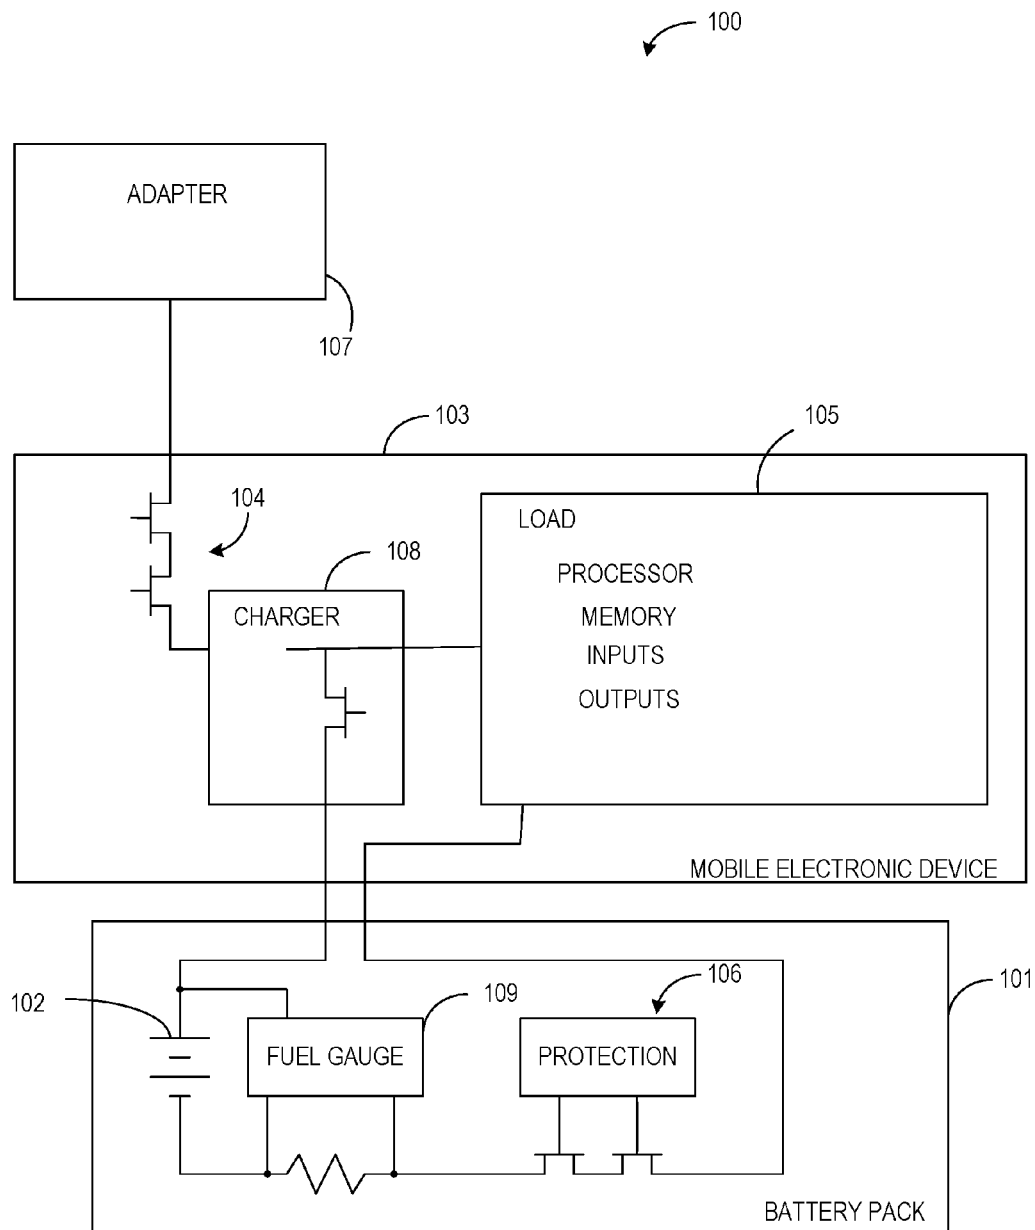 100
ADAPTER
107
103
105
104
LOAD
108
PROCESSOR
CHARGER
MEMORY
INPUTS
OUTPUTS
MOBILE ELECTRONIC DEVICE
102
109
106
101
FUEL GAUGE
PROTECTION
BATTERY PACK